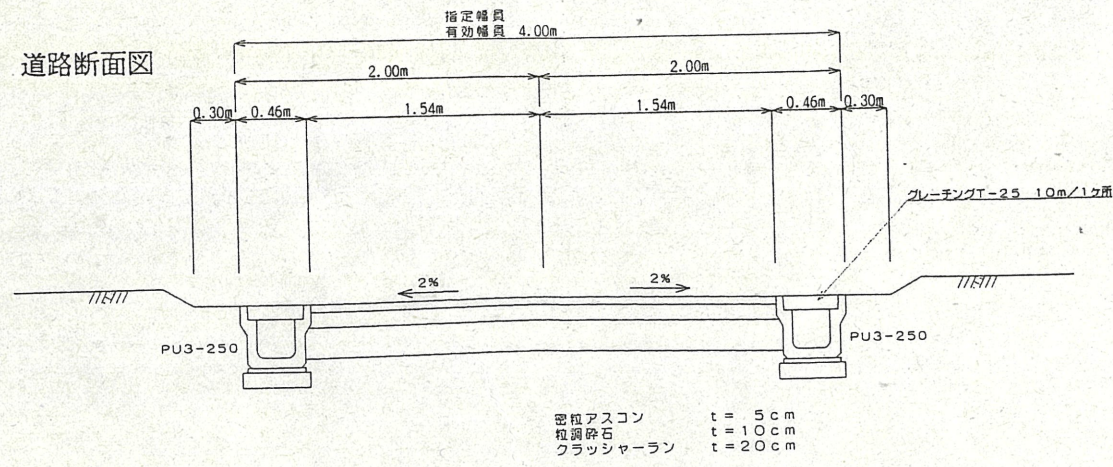 道路断面図
指定幅員
有効幅員 4.00m
2.00m 2.00m
0.30m 0.46m 1.54m 1.54m 0.46m 0.30m
グレーチングT-25 10m/1ヶ所
2% 2%
PU3-250 PU3-250
密粒アスコン t= 5cm
粒調砕石 t=10cm
クラッシャーラン t=20cm